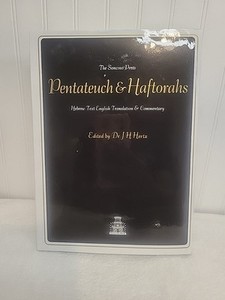 The Soncino Press
Pentateuch & Haftorahs
Hebrew Text English Translation & Commentary
Edited by Dr J H Hertz